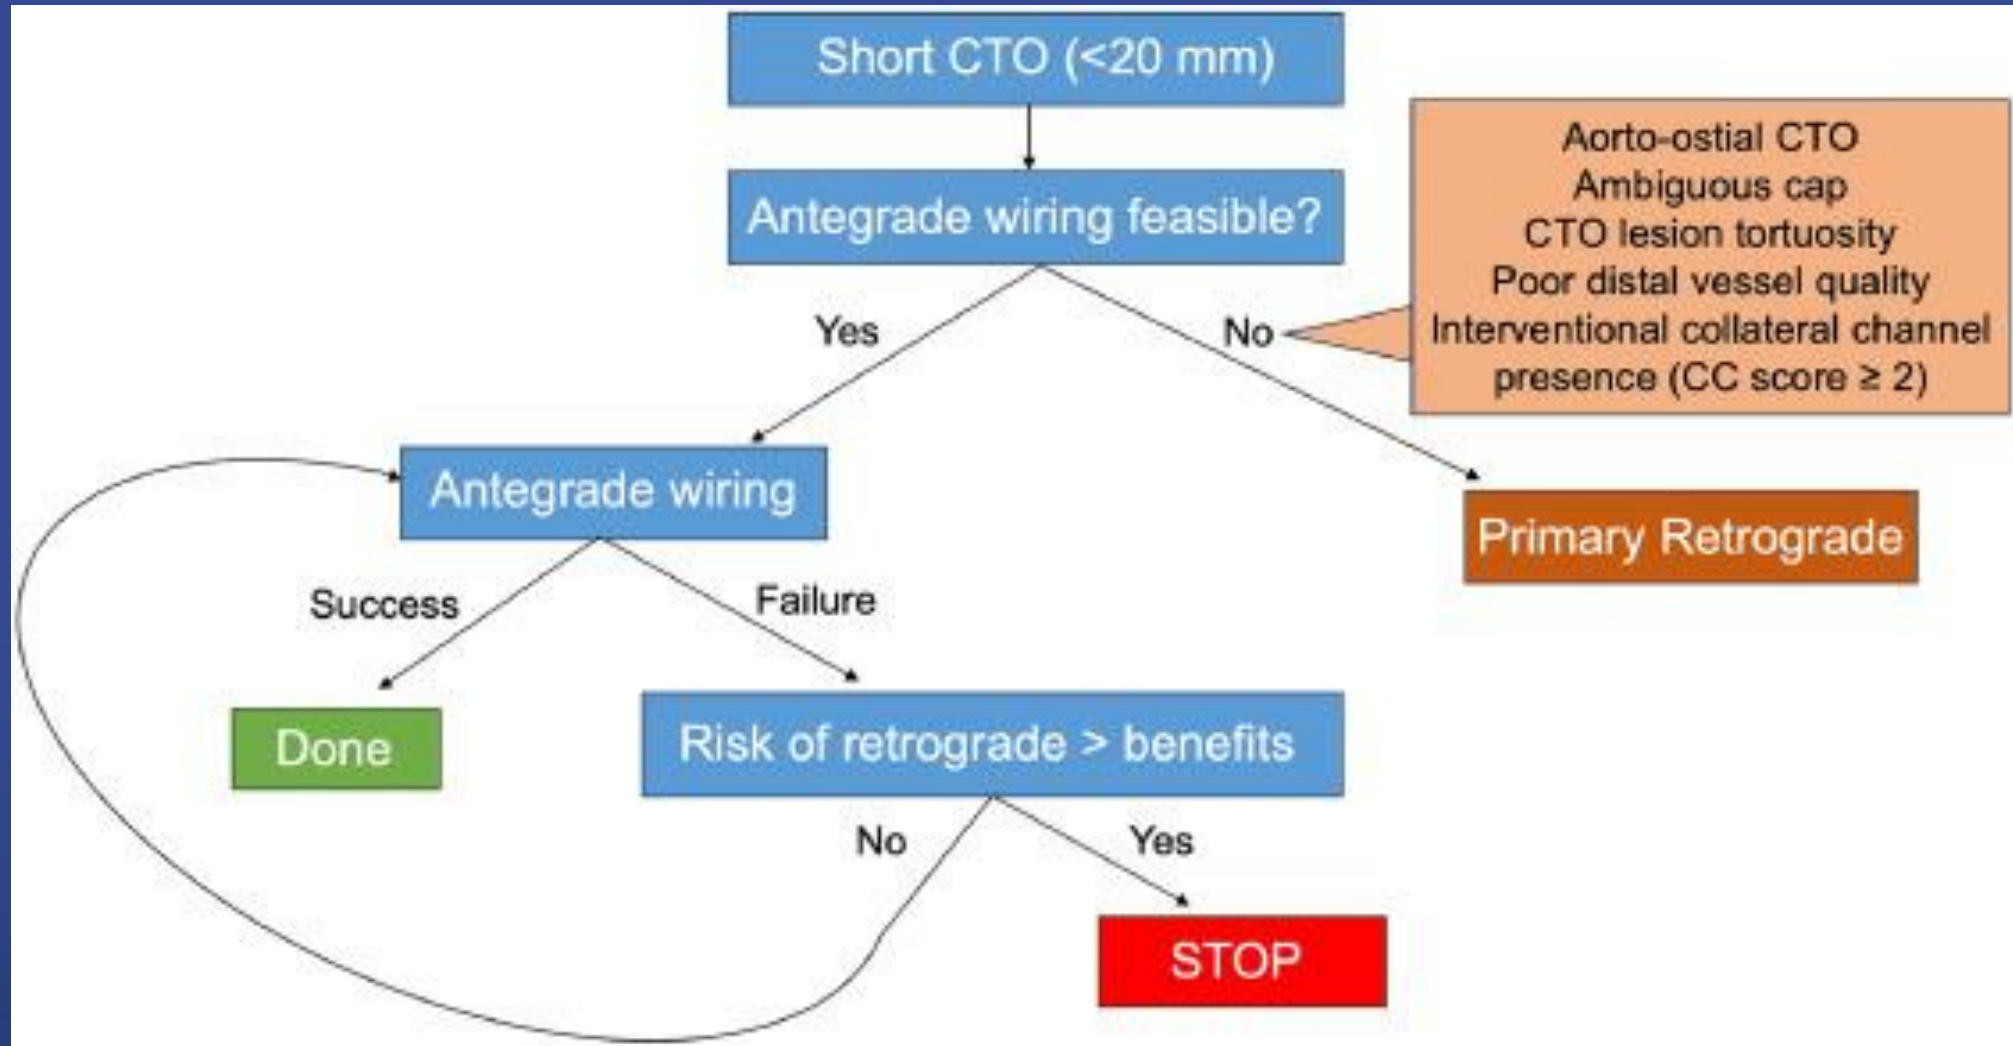 Short CTO (<20 mm)
Antegrade wiring feasible?
Aorto-ostial CTO
Ambiguous cap
CTO lesion tortuosity
Poor distal vessel quality
Interventional collateral channel
presence (CC score ≥ 2)
Yes
No
Antegrade wiring
Primary Retrograde
Success
Failure
Done
Risk of retrograde > benefits
No
Yes
STOP